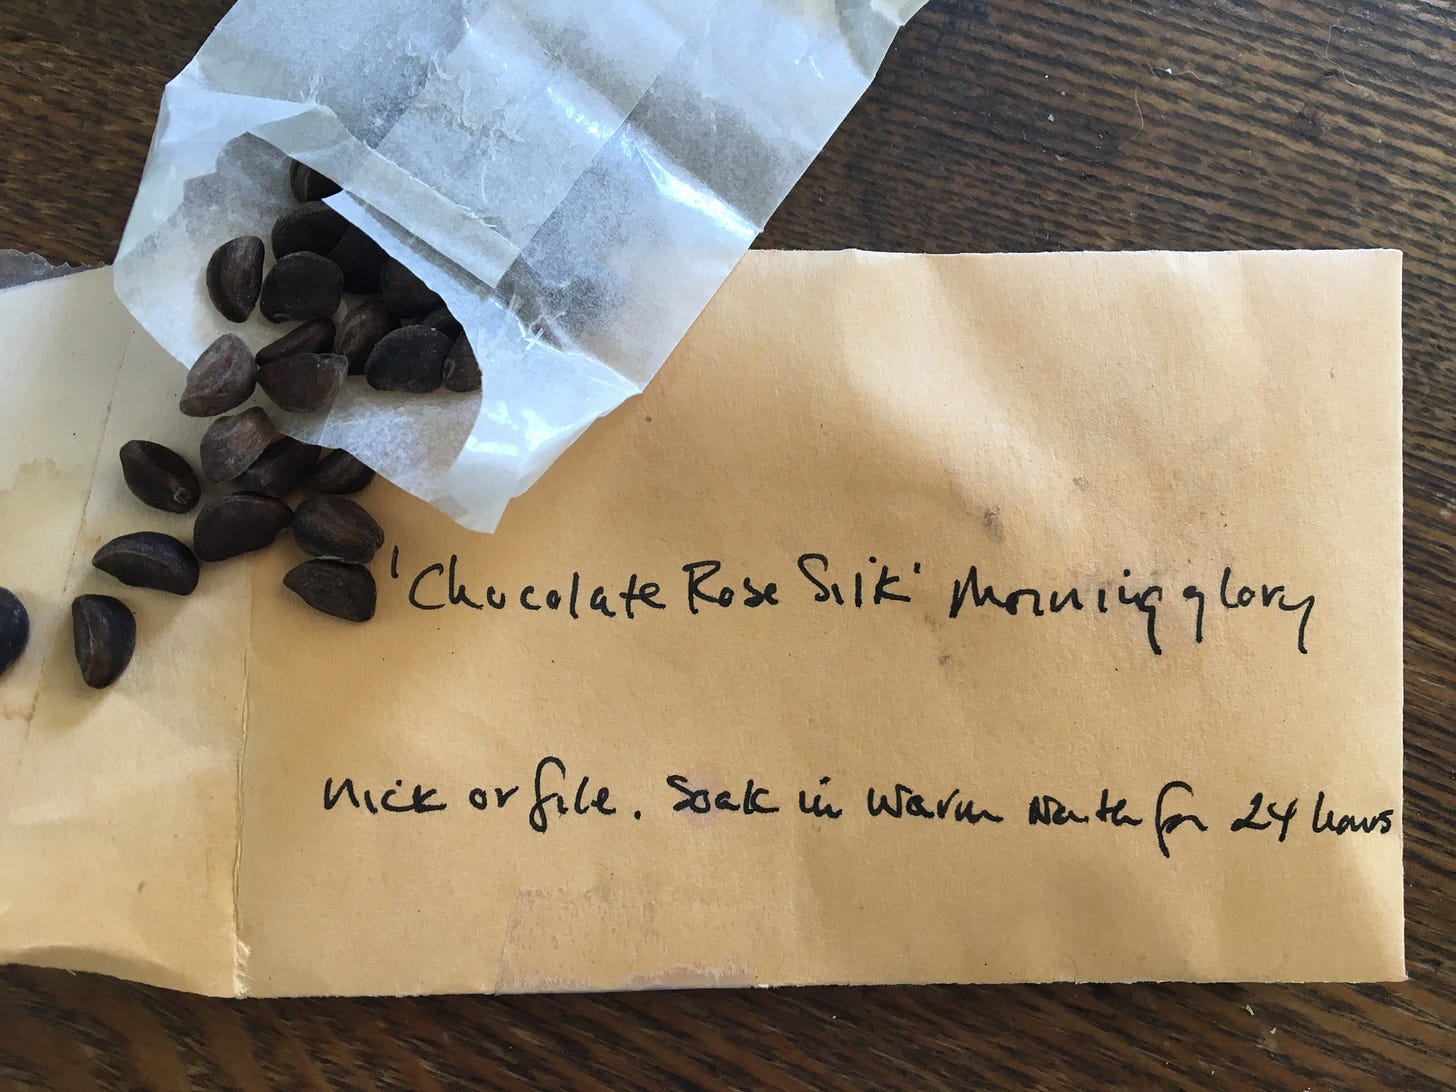 'Chocolate Rose Silk' Morning glory
Nick or file. Soak in warm water for 24 hours